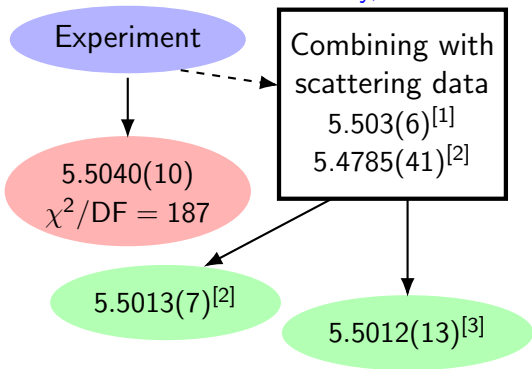 Experiment
Combining with
scattering data
5.503(6)[1]
5.4785(41)[2]
5.5040(10)
χ²/DF = 187
5.5013(7)[2]
5.5012(13)[3]